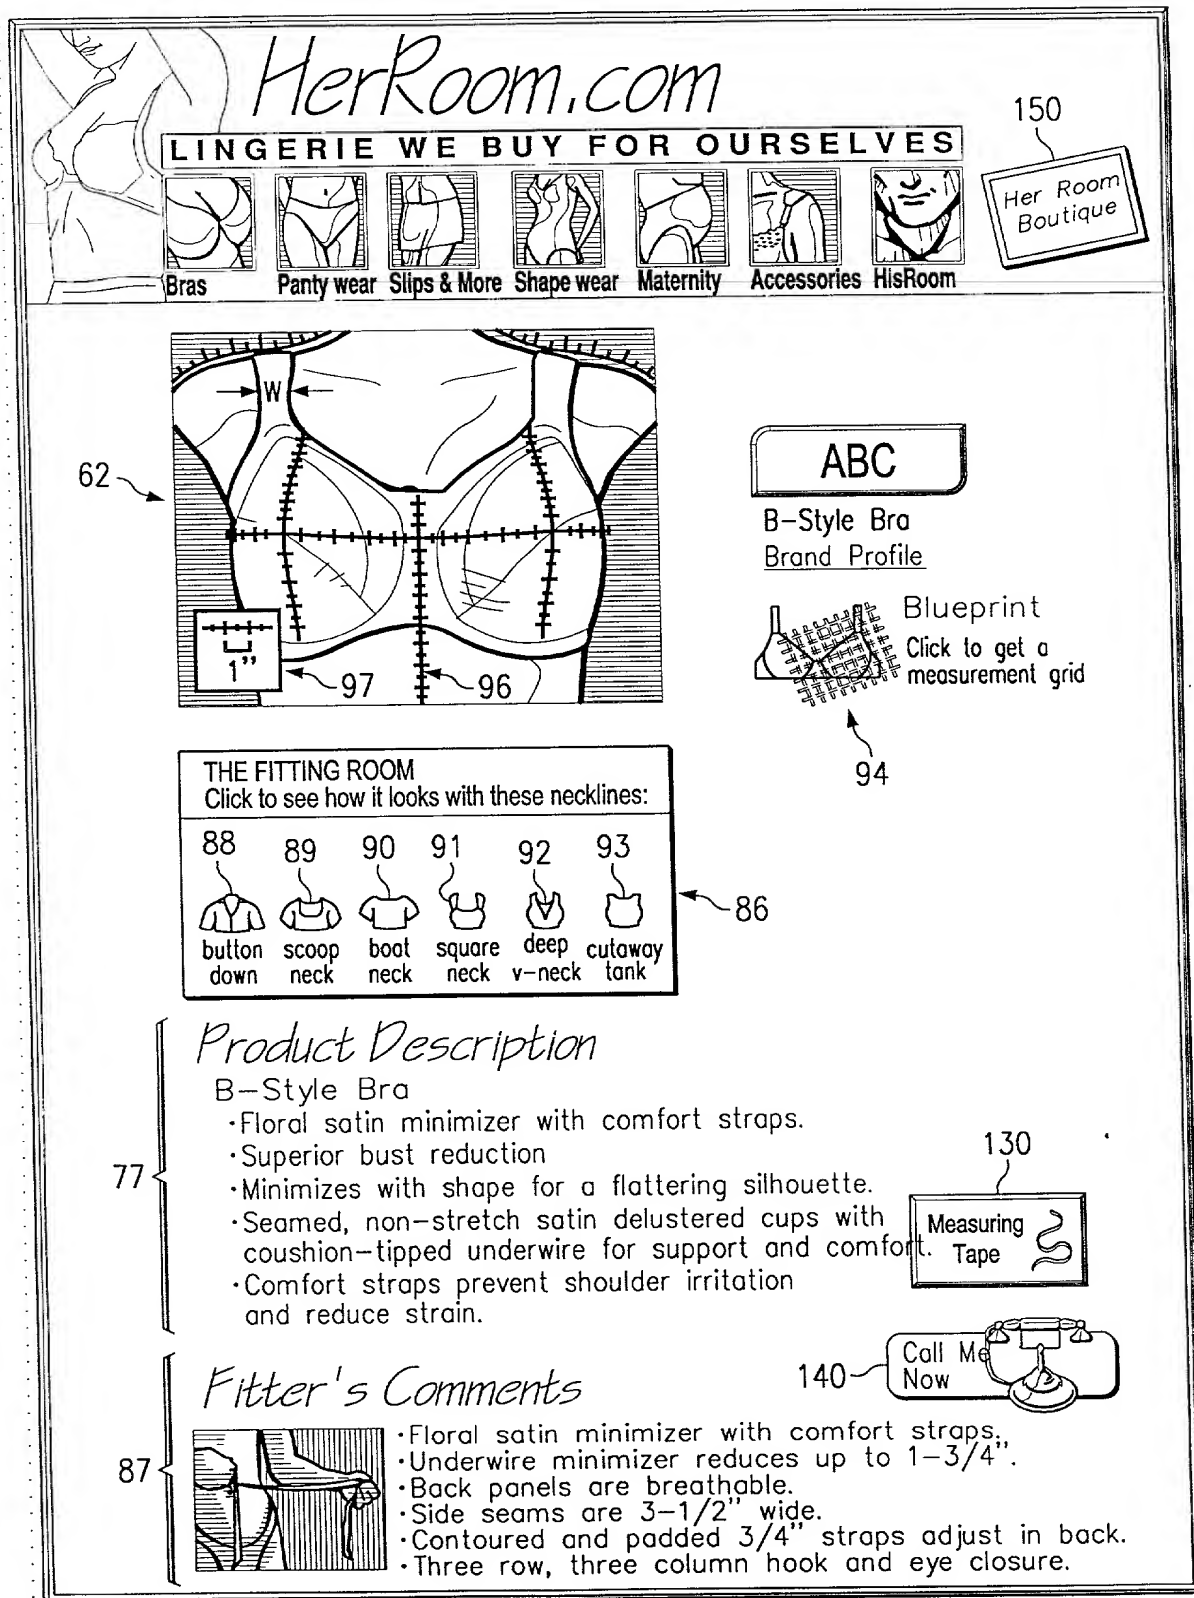 HerRoom.com
LINGERIE WE BUY FOR OURSELVES
150
Her Room
Boutique
Bras
Panty wear
Slips & More
Shape wear
Maternity
Accessories
HisRoom
W
62
ABC
B-Style Bra
Brand Profile
Blueprint
Click to get a
measurement grid
1"
97
96
94
THE FITTING ROOM
Click to see how it looks with these necklines:
88
89
90
91
92
93
86
button
down
scoop
neck
boat
neck
square
neck
deep
v-neck
cutaway
tank
Product Description
B-Style Bra
·Floral satin minimizer with comfort straps.
·Superior bust reduction
·Minimizes with shape for a flattering silhouette.
·Seamed, non-stretch satin delustered cups with
coushion-tipped underwire for support and comfort.
·Comfort straps prevent shoulder irritation
and reduce strain.
77
130
Measuring
Tape
140
Call Me
Now
Fitter's Comments
87
·Floral satin minimizer with comfort straps.
·Underwire minimizer reduces up to 1-3/4".
·Back panels are breathable.
·Side seams are 3-1/2" wide.
·Contoured and padded 3/4" straps adjust in back.
·Three row, three column hook and eye closure.